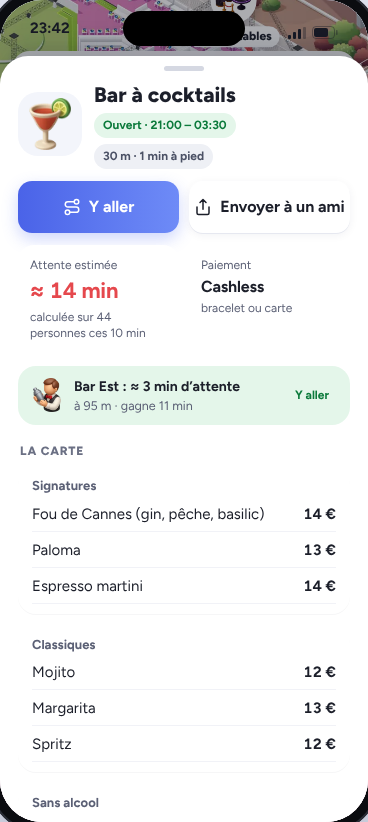 23:42
ables
Bar à cocktails
Ouvert · 21:00 – 03:30
30 m · 1 min à pied
Y aller
Envoyer à un ami
Attente estimée
≈ 14 min
calculée sur 44
personnes ces 10 min
Paiement
Cashless
bracelet ou carte
Bar Est : ≈ 3 min d’attente
à 95 m · gagne 11 min
Y aller
LA CARTE
Signatures
Fou de Cannes (gin, pêche, basilic) 14 €
Paloma 13 €
Espresso martini 14 €
Classiques
Mojito 12 €
Margarita 13 €
Spritz 12 €
Sans alcool